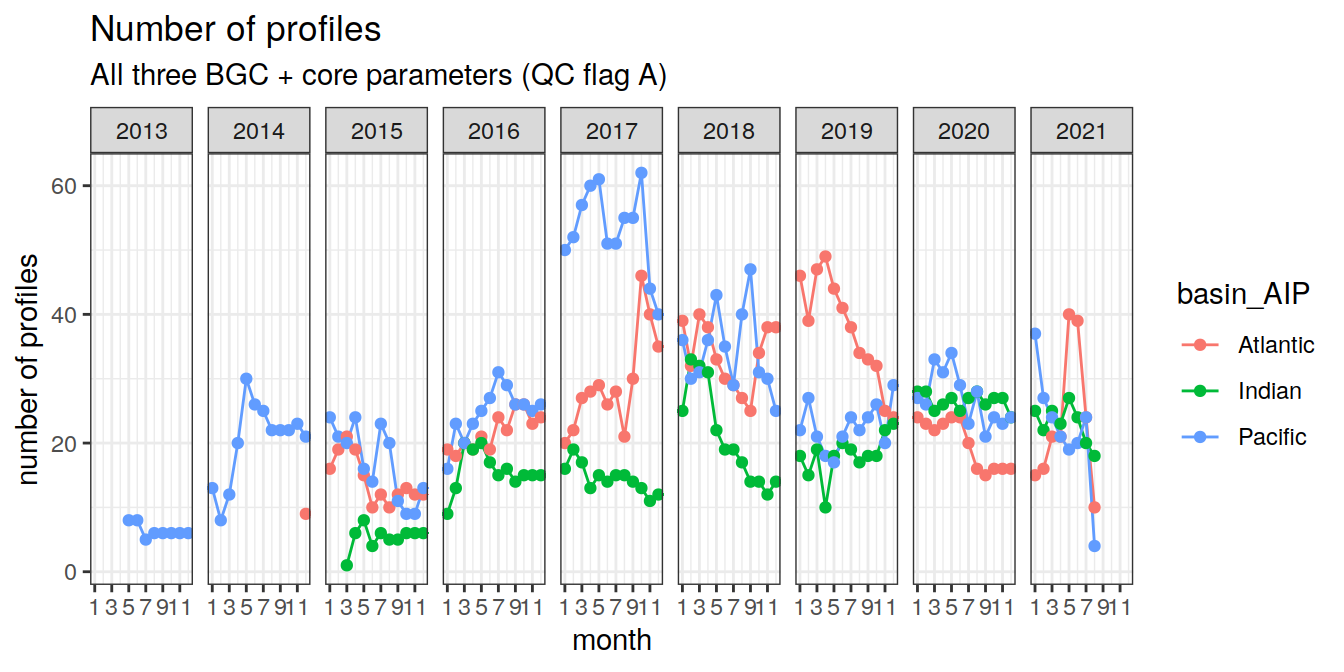 Number of profiles
All three BGC + core parameters (QC flag A)
2013 2014 2015 2016 2017 2018 2019 2020 2021
60
40
20
0
number of profiles
1 3 5 7 9 11 1 3 5 7 9 11 1 3 5 7 9 11 1 3 5 7 9 11 1 3 5 7 9 11 1 3 5 7 9 11 1 3 5 7 9 11 1 3 5 7 9 11 1 3 5 7 9 11
month
basin_AIP
Atlantic
Indian
Pacific